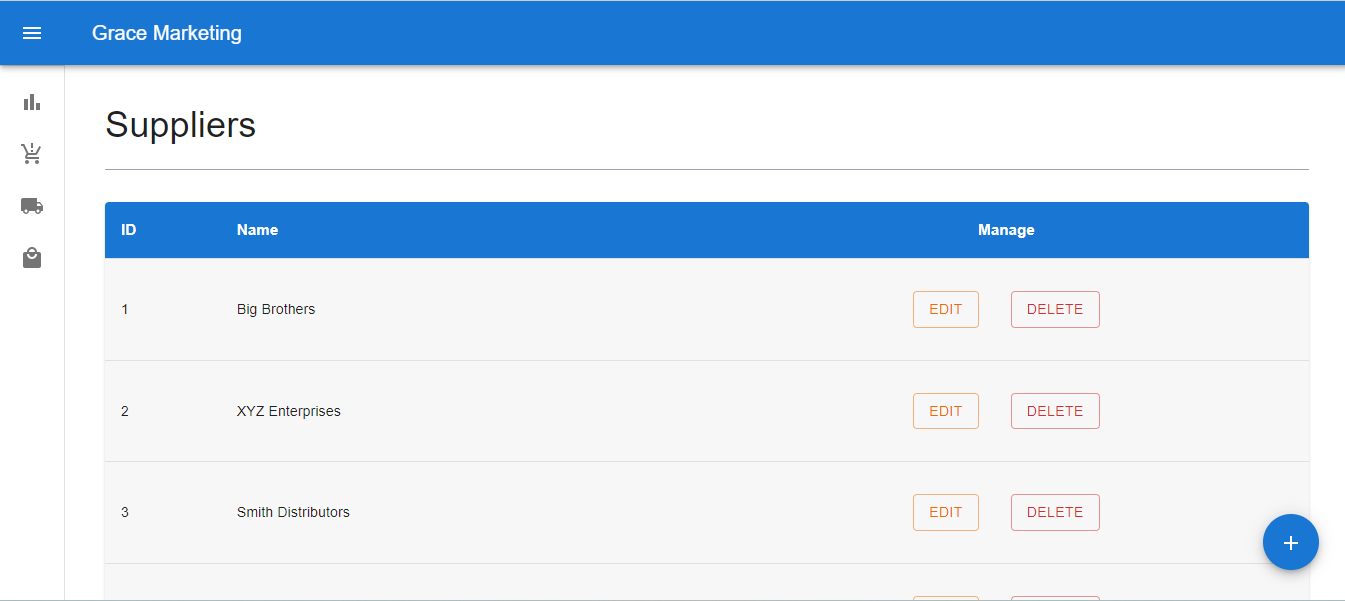 Grace Marketing
Suppliers
ID Name Manage
1 Big Brothers EDIT DELETE
2 XYZ Enterprises EDIT DELETE
3 Smith Distributors EDIT DELETE